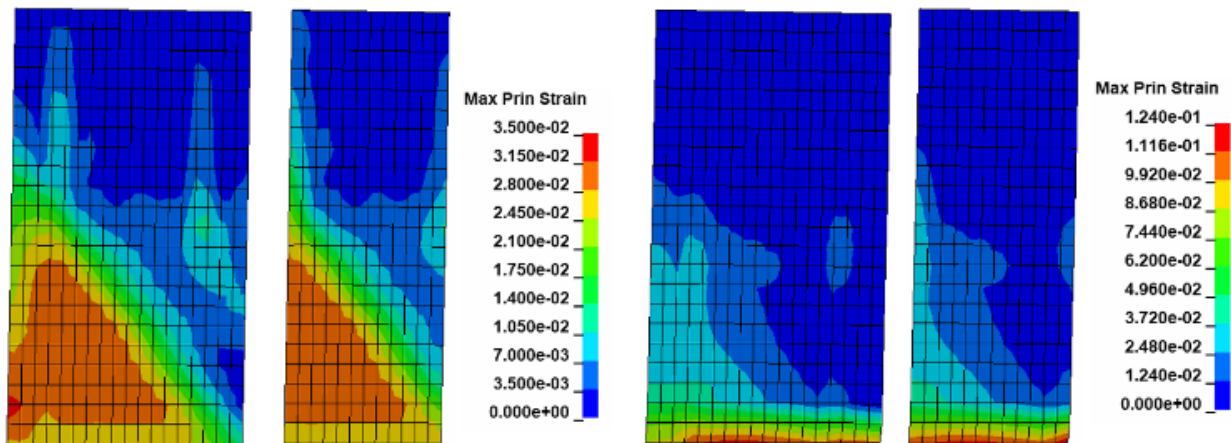 Max Prin Strain
3.500e-02
3.150e-02
2.800e-02
2.450e-02
2.100e-02
1.750e-02
1.400e-02
1.050e-02
7.000e-03
3.500e-03
0.000e+00
Max Prin Strain
1.240e-01
1.116e-01
9.920e-02
8.680e-02
7.440e-02
6.200e-02
4.960e-02
3.720e-02
2.480e-02
1.240e-02
0.000e+00